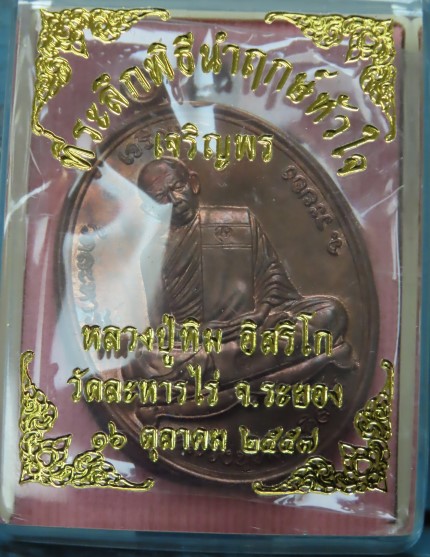 ที่ระลึกพิธีนำฤกษ์หัวใจ
เจริญพร
หลวงปู่ทิม อิสริโก
วัดละหารไร่ จ.ระยอง
๑๖ ตุลาคม ๒๕๕๗